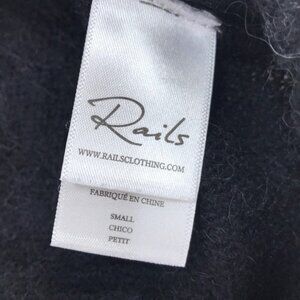 Rails
WWW.RAILSCLOTHING.COM
FABRIQUÉ EN CHINE
SMALL
CHICO
PETIT